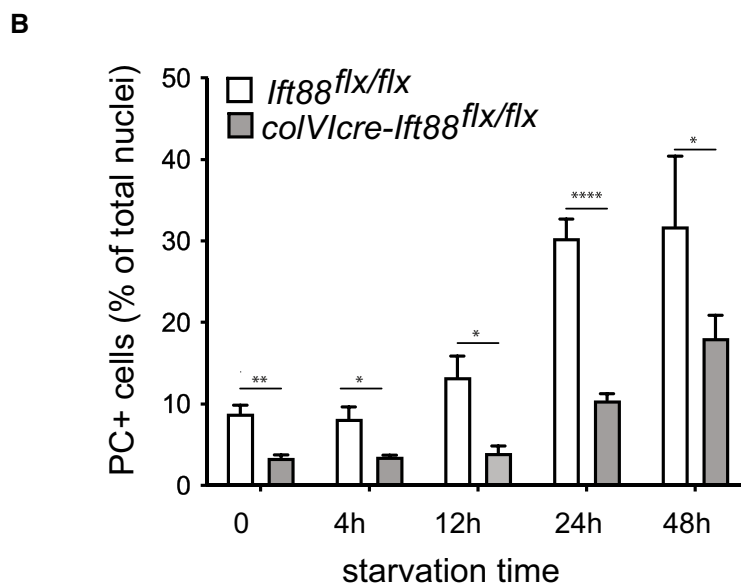 B
50
Ift88flx/flx
colVIcre-Ift88flx/flx
40
30
20
10
0
PC+ cells (% of total nuclei)
**
*
*
****
*
0 4h 12h 24h 48h
starvation time